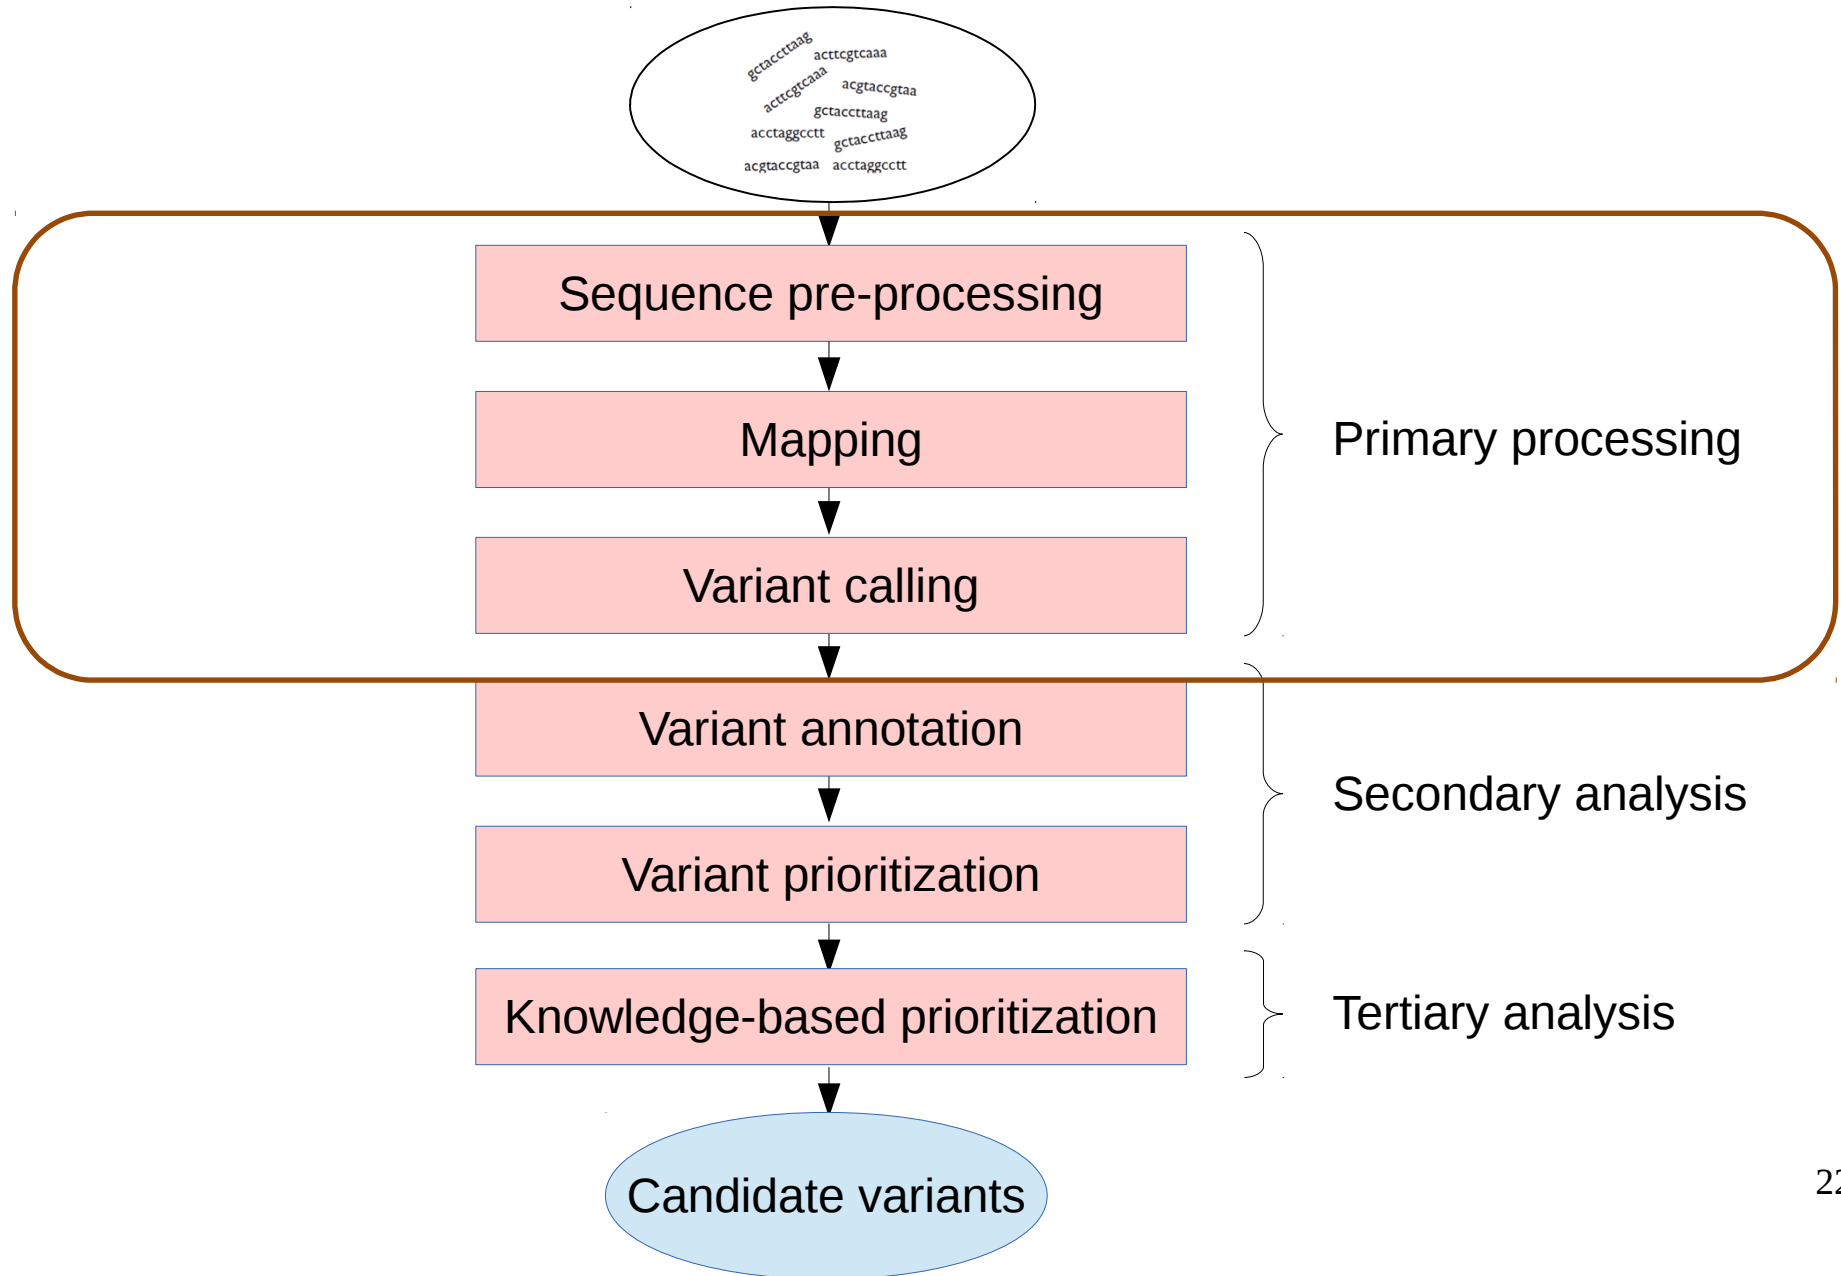 gctaccttaag
acttcgtcaaa
acttcgtcaaa
acgtaccgtaa
gctaccttaag
acctaggcctt
gctaccttaag
acgtaccgtaa
acctaggcctt
Sequence pre-processing
Mapping
Primary processing
Variant calling
Variant annotation
Secondary analysis
Variant prioritization
Knowledge-based prioritization
Tertiary analysis
Candidate variants
22